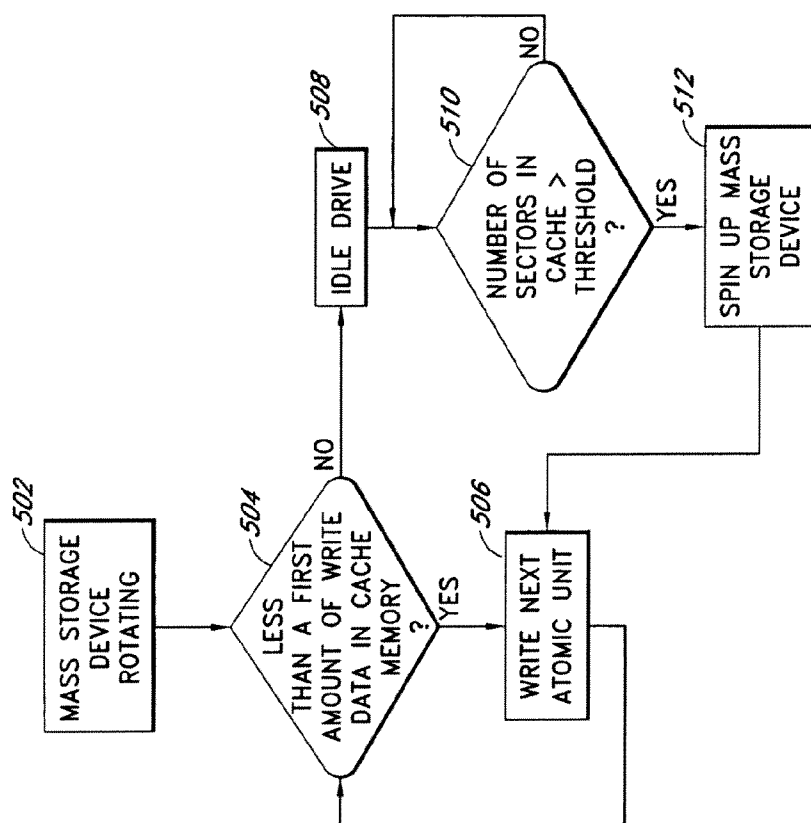 502
MASS STORAGE
DEVICE
ROTATING
504
LESS
THAN A FIRST
AMOUNT OF WRITE
DATA IN CACHE
MEMORY
?
NO
YES
506
WRITE NEXT
ATOMIC UNIT
508
IDLE DRIVE
510
NUMBER OF
SECTORS IN
CACHE >
THRESHOLD
?
NO
YES
512
SPIN UP MASS
STORAGE
DEVICE